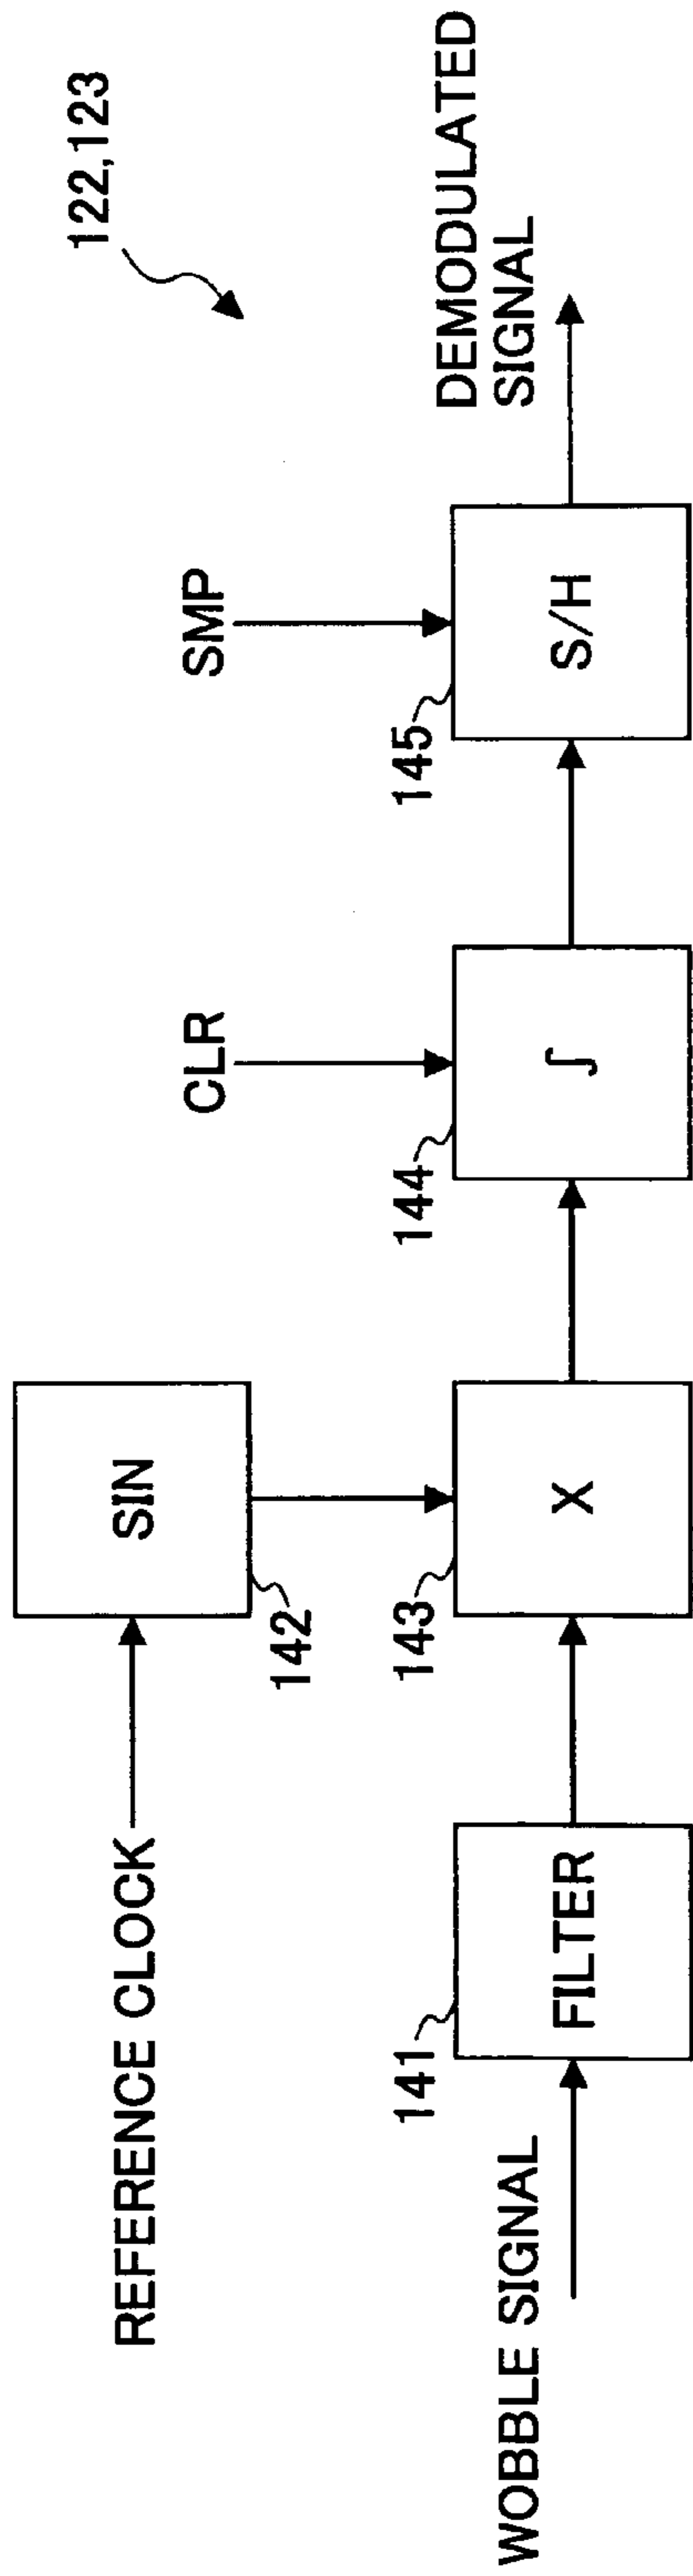 122,123
REFERENCE CLOCK
SIN
142
CLR
SMP
WOBBLE SIGNAL
141
FILTER
143
X
144
∫
145
S/H
DEMODULATED
SIGNAL